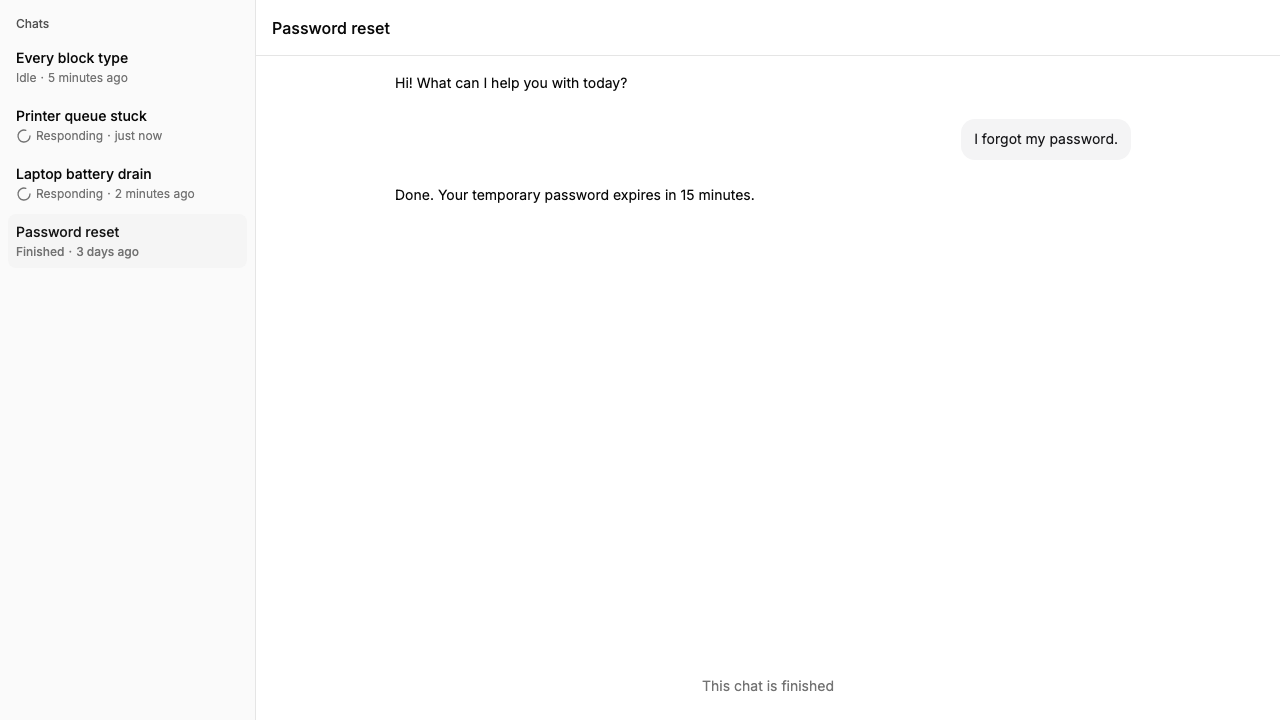 Chats
Every block type
Idle · 5 minutes ago
Printer queue stuck
Responding · just now
Laptop battery drain
Responding · 2 minutes ago
Password reset
Finished · 3 days ago
Password reset
Hi! What can I help you with today?
I forgot my password.
Done. Your temporary password expires in 15 minutes.
This chat is finished